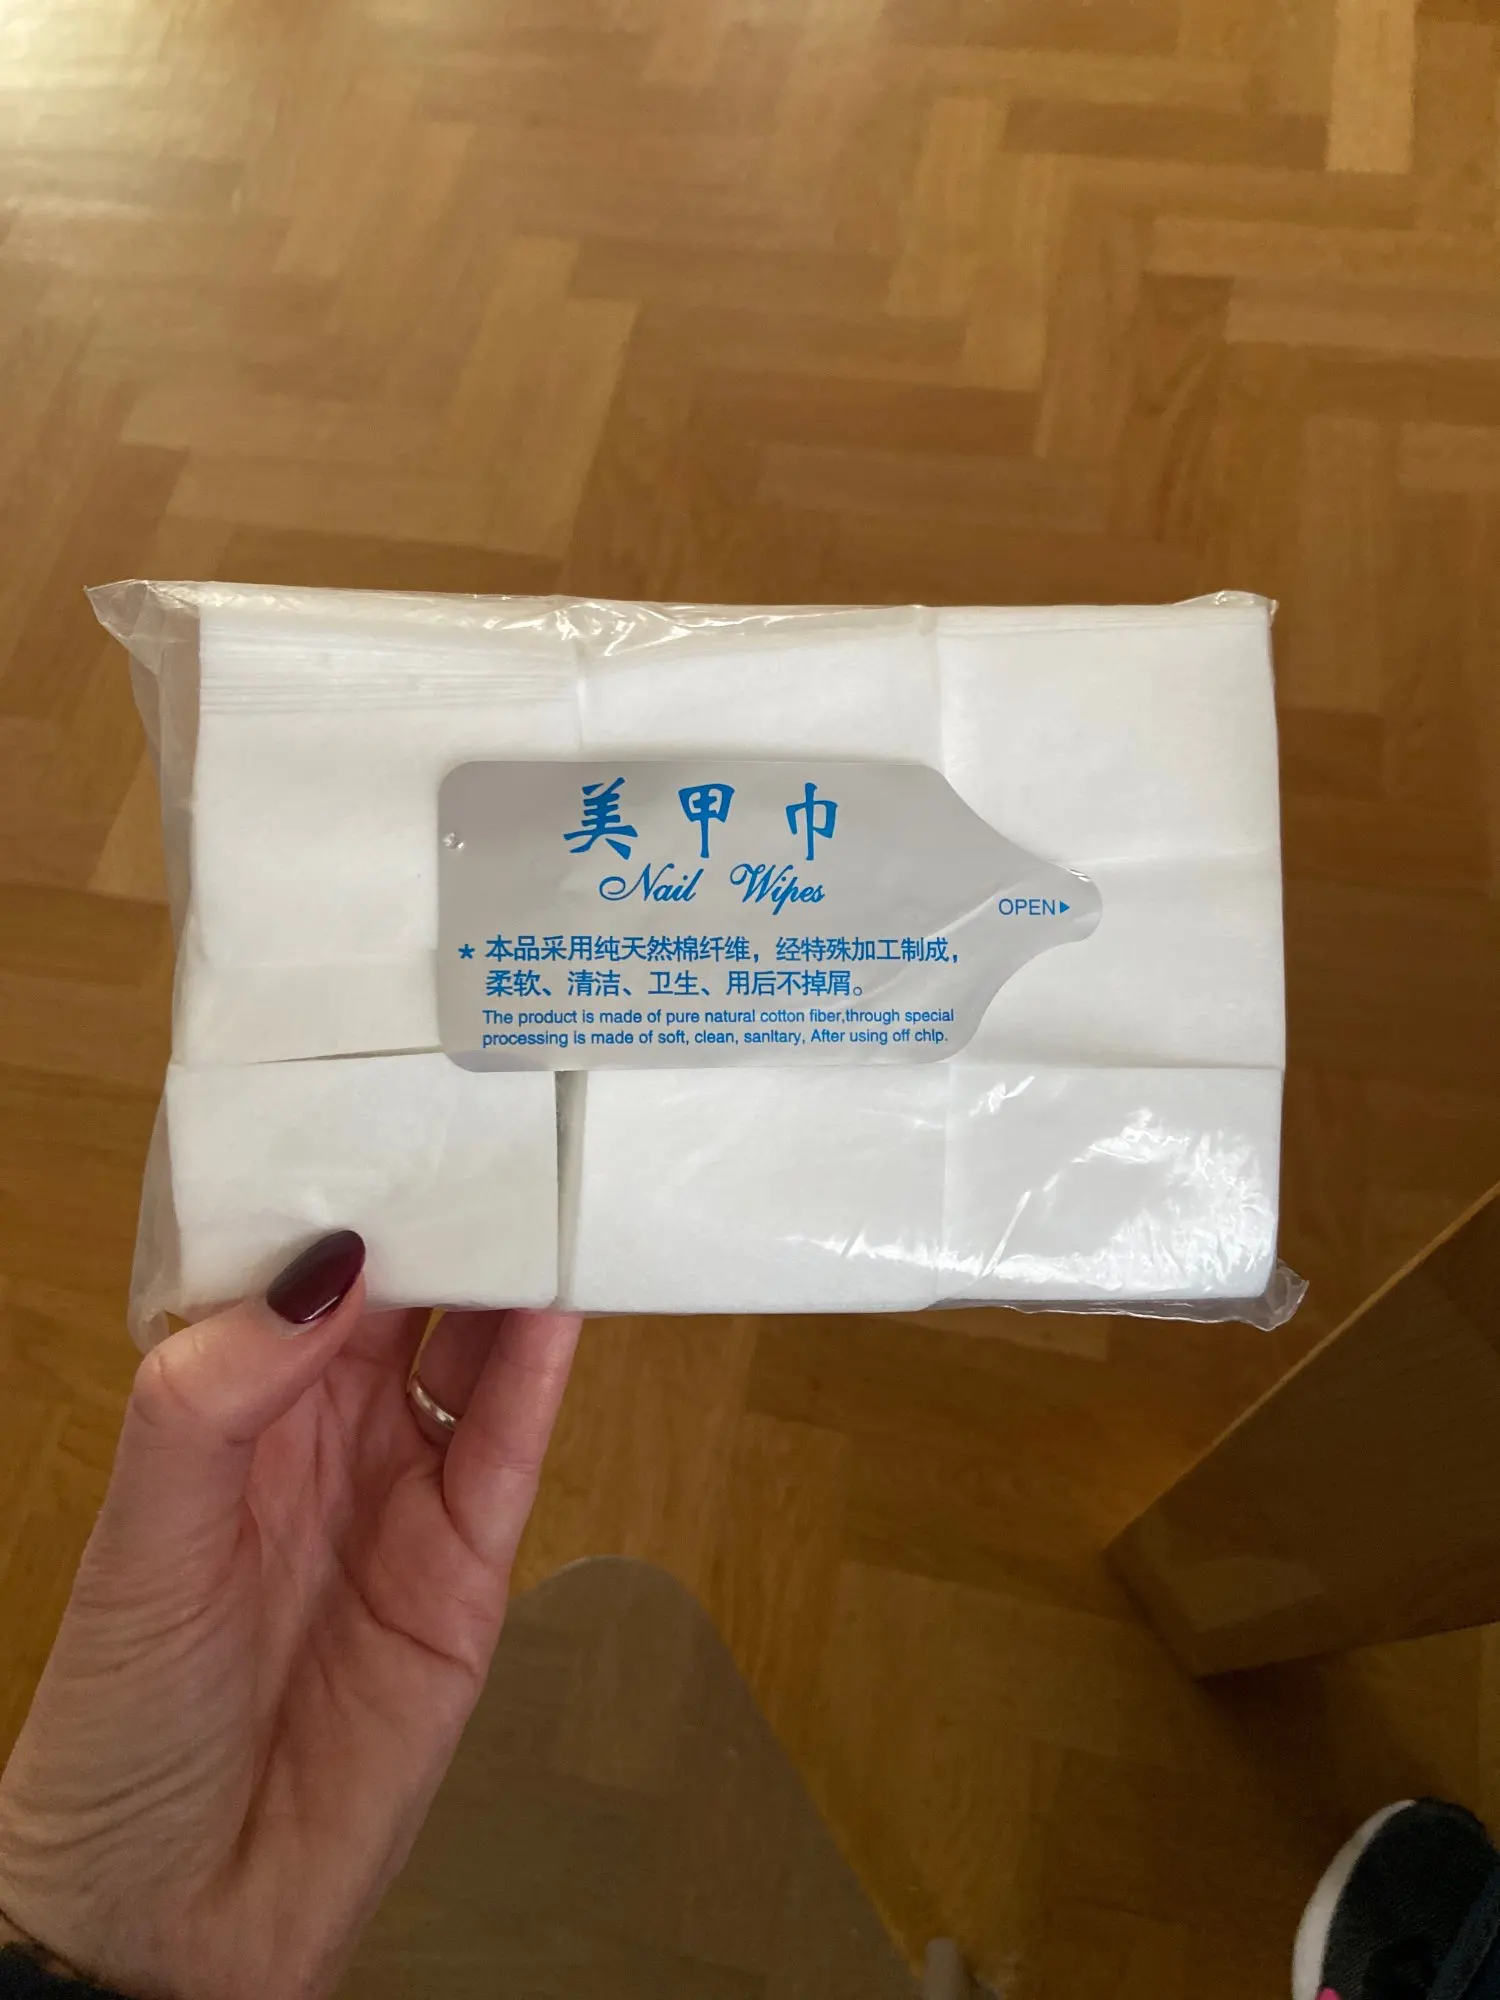 美甲巾
Nail Wipes
OPEN▶
* 本品采用纯天然棉纤维，经特殊加工制成，
柔软、清洁、卫生、用后不掉屑。
The product is made of pure natural cotton fiber,through special
processing is made of soft, clean, sanitary, After using off chip.